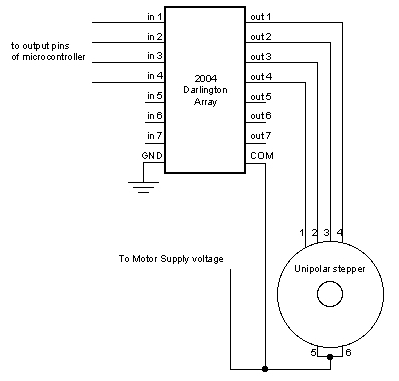 in 1
out 1
in 2
out 2
to output pins
of microcontroller
in 3
out 3
in 4
2004
Darlington
Array
out 4
in 5
out 5
in 6
out 6
in 7
out 7
GND
COM
1
2
3
4
To Motor Supply voltage
Unipolar stepper
5
6